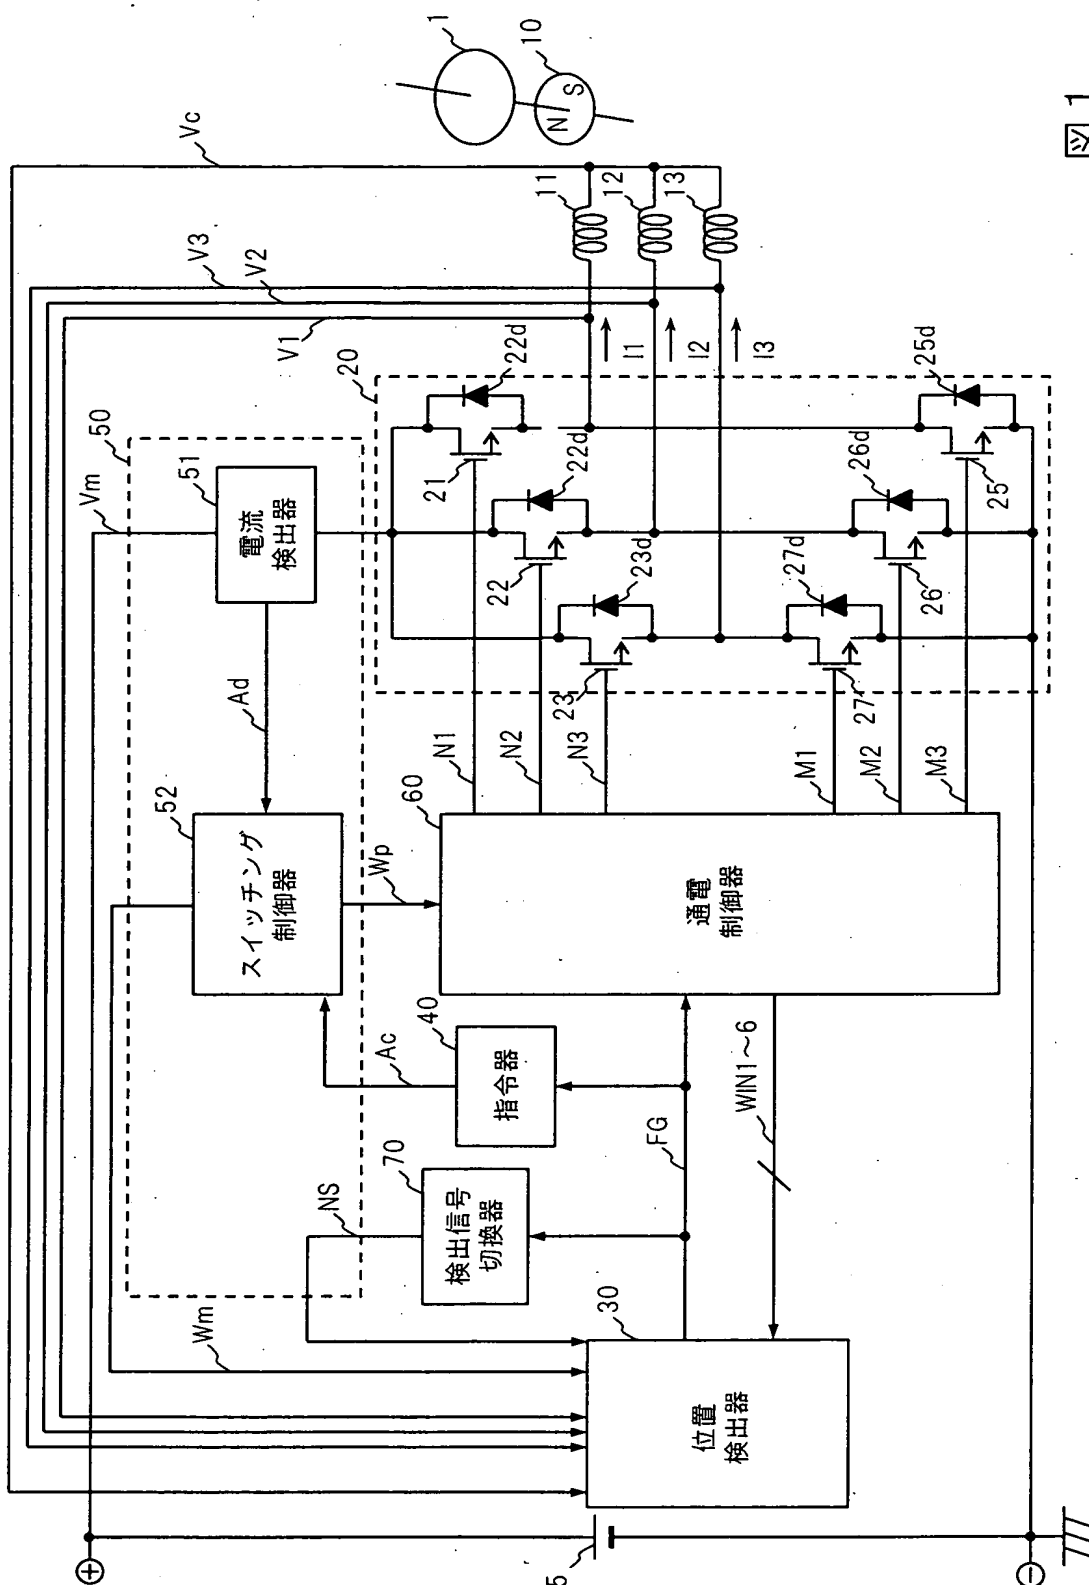 図 1
1
10
N
S
Vc
V3
V2
V1
11
12
13
I1
I2
I3
20
22d
21
22d
22
23d
23
25d
25
26d
26
27d
27
50
Vm
51
電流
検出器
Ad
52
スイッチング
制御器
Wp
N1
N2
N3
M1
M2
M3
60
通電
制御器
40
指令器
Ac
70
検出信号
切換器
NS
FG
WIN1～6
Wm
30
位置
検出器
5
+
−